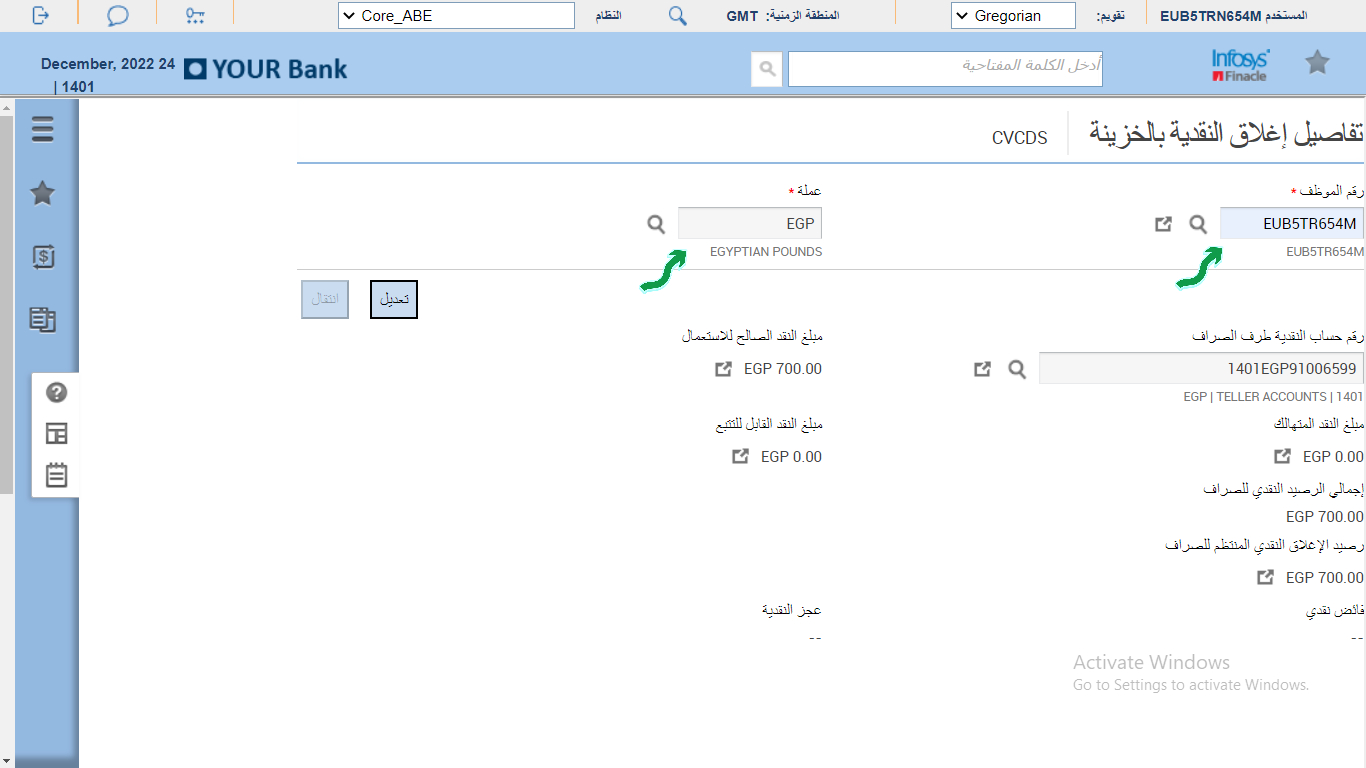 المستخدم EUB5TRN654M
تقويم: Gregorian
المنطقة الزمنية: GMT
النظام Core_ABE
Infosys
Finacle
أدخل الكلمة المفتاحية
YOUR Bank
December, 2022 24
| 1401
تفاصيل إغلاق النقدية بالخزينة CVCDS
رقم الموظف *
عملة *
EUB5TR654M
EGP
EUB5TR654M
EGYPTIAN POUNDS
تعديل
انتقال
رقم حساب النقدية طرف الصراف
مبلغ النقد الصالح للاستعمال
1401EGP91006599
EGP 700.00
EGP | TELLER ACCOUNTS | 1401
مبلغ النقد المتهالك
مبلغ النقد القابل للتتبع
EGP 0.00
EGP 0.00
إجمالي الرصيد النقدي للصراف
EGP 700.00
رصيد الإغلاق النقدي المنتظم للصراف
EGP 700.00
فائض نقدي
عجز النقدية
--
--
Activate Windows
Go to Settings to activate Windows.